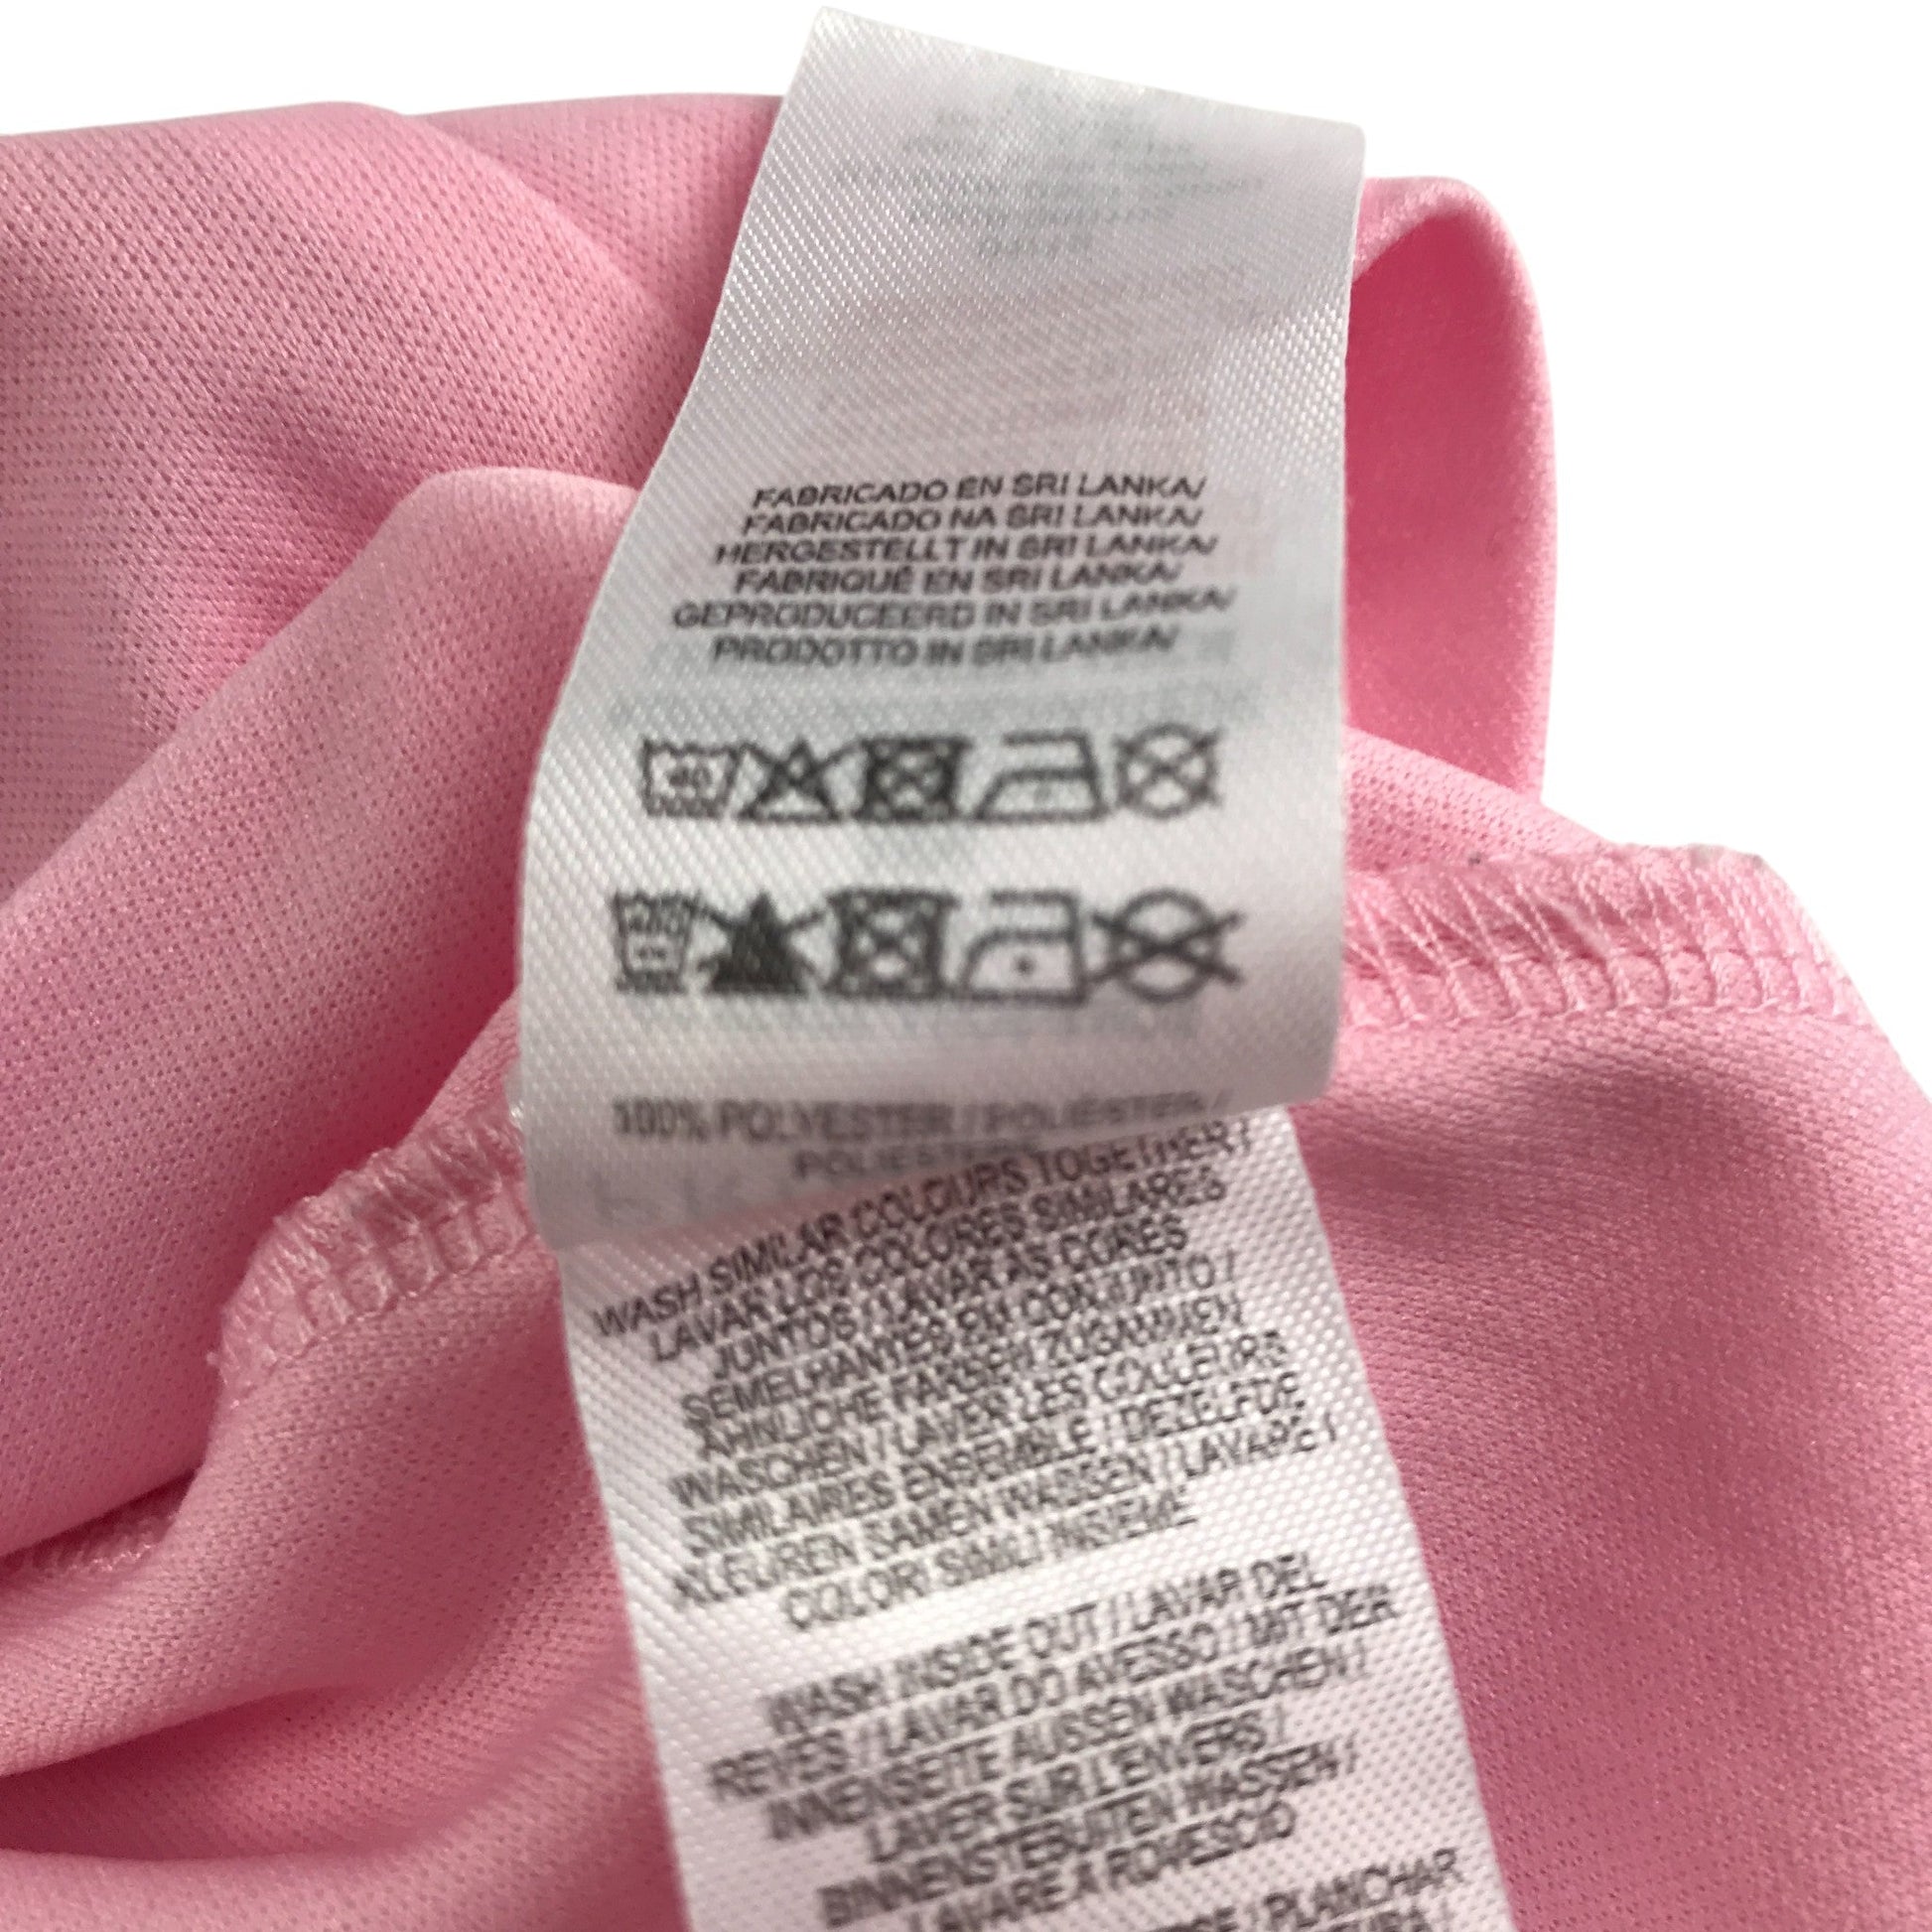 FABRICADO EN SRI LANKA/
FABRICADO NA SRI LANKA/
HERGESTELLT IN SRI LANKA/
FABRIQUÉ EN SRI LANKA/
GEPRODUCEERD IN SRI LANKA/
PRODOTTO IN SRI LANKA/
40
100% POLYESTER / POLIÉSTER /
POLIESTER
WASH SIMILAR COLOURS TOGETHER /
LAVAR LOS COLORES SIMILARES
JUNTOS / LAVAR AS CORES
SEMELHANTES EM CONJUNTO /
ÄHNLICHE FARBEN ZUSAMMEN
WASCHEN / LAVER LES COULEURS
SIMILAIRES ENSEMBLE / DEZELFDE
KLEUREN SAMEN WASSEN / LAVARE I
COLORI SIMILI INSIEME
WASH INSIDE OUT / LAVAR DEL
REVES / LAVAR DO AVESSO / MIT DER
INNENSEITE AUSSEN WASCHEN /
LAVER SUR L'ENVERS /
BINNENSTEBUITEN WASSEN /
LAVARE A ROVESCIO
/ PLANCHAR